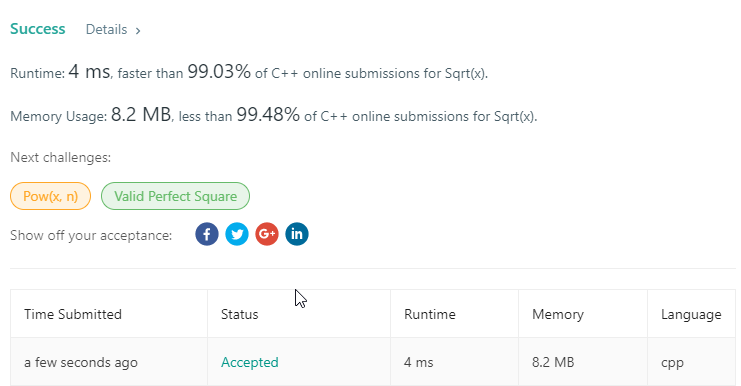 Success Details >
Runtime: 4 ms, faster than 99.03% of C++ online submissions for Sqrt(x).
Memory Usage: 8.2 MB, less than 99.48% of C++ online submissions for Sqrt(x).
Next challenges:
Pow(x, n) Valid Perfect Square
Show off your acceptance: f G+ in
Time Submitted Status Runtime Memory Language
a few seconds ago Accepted 4 ms 8.2 MB cpp